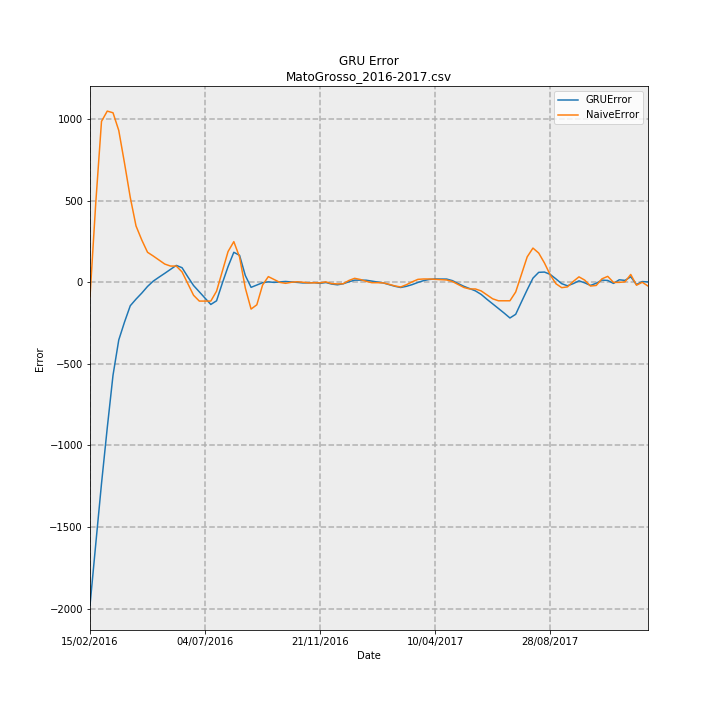 GRU Error
MatoGrosso_2016-2017.csv
GRUError
NaiveError
1000
500
0
−500
−1000
−1500
−2000
Error
15/02/2016
04/07/2016
21/11/2016
10/04/2017
28/08/2017
Date